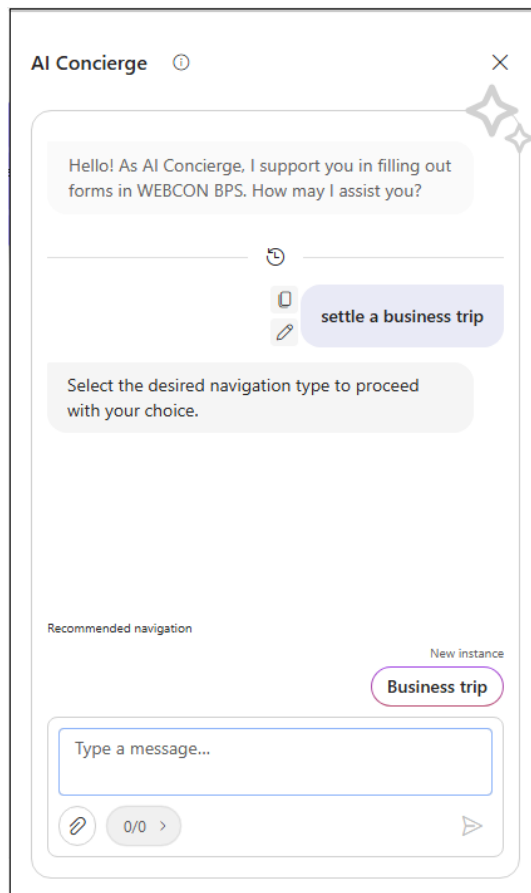 AI Concierge
Hello! As AI Concierge, I support you in filling out
forms in WEBCON BPS. How may I assist you?
settle a business trip
Select the desired navigation type to proceed
with your choice.
Recommended navigation
New instance
Business trip
Type a message...
0/0